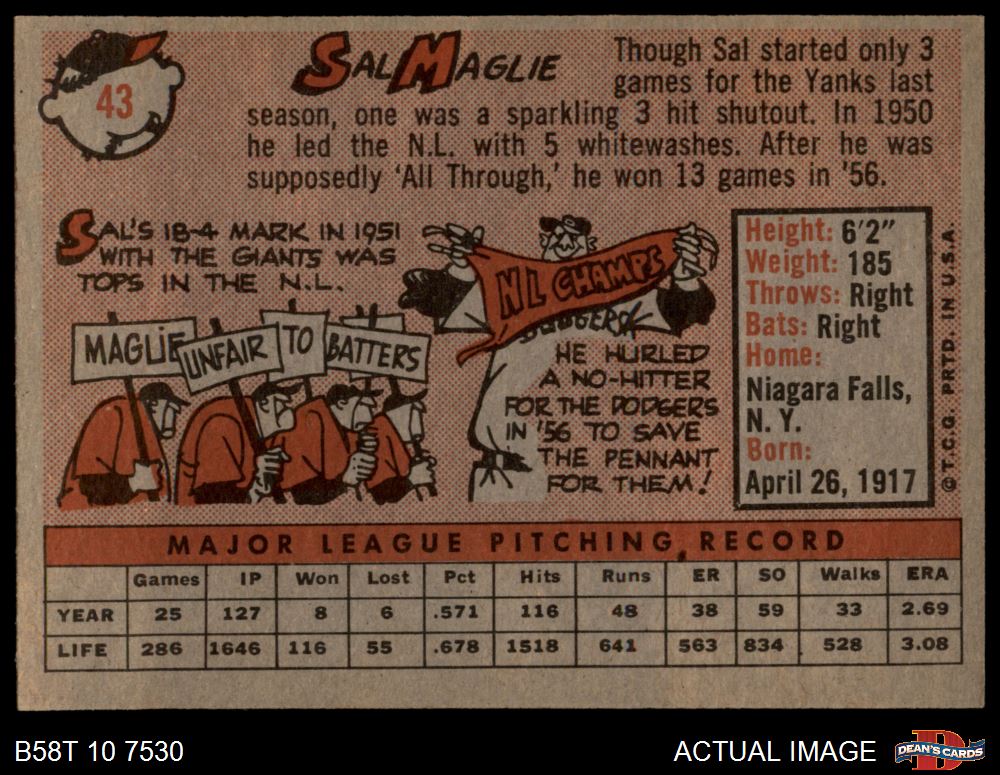 43
SAL MAGLIE
Though Sal started only 3
games for the Yanks last
season, one was a sparkling 3 hit shutout. In 1950
he led the N.L. with 5 whitewashes. After he was
supposedly 'All Through,' he won 13 games in '56.
SAL'S 18-4 MARK IN 1951
WITH THE GIANTS WAS
TOPS IN THE N.L.
MAGLIE UNFAIR TO BATTERS
NL CHAMPS
DODGERS
HE HURLED
A NO-HITTER
FOR THE DODGERS
IN '56 TO SAVE
THE PENNANT
FOR THEM!
Height: 6'2"
Weight: 185
Throws: Right
Bats: Right
Home:
Niagara Falls,
N. Y.
Born:
April 26, 1917
© T.C.G. PRTD. IN U.S.A.
MAJOR LEAGUE PITCHING RECORD
Games IP Won Lost Pct Hits Runs ER SO Walks ERA
YEAR 25 127 8 6 .571 116 48 38 59 33 2.69
LIFE 286 1646 116 55 .678 1518 641 563 834 528 3.08
B58T 10 7530
ACTUAL IMAGE
DEAN'S CARDS